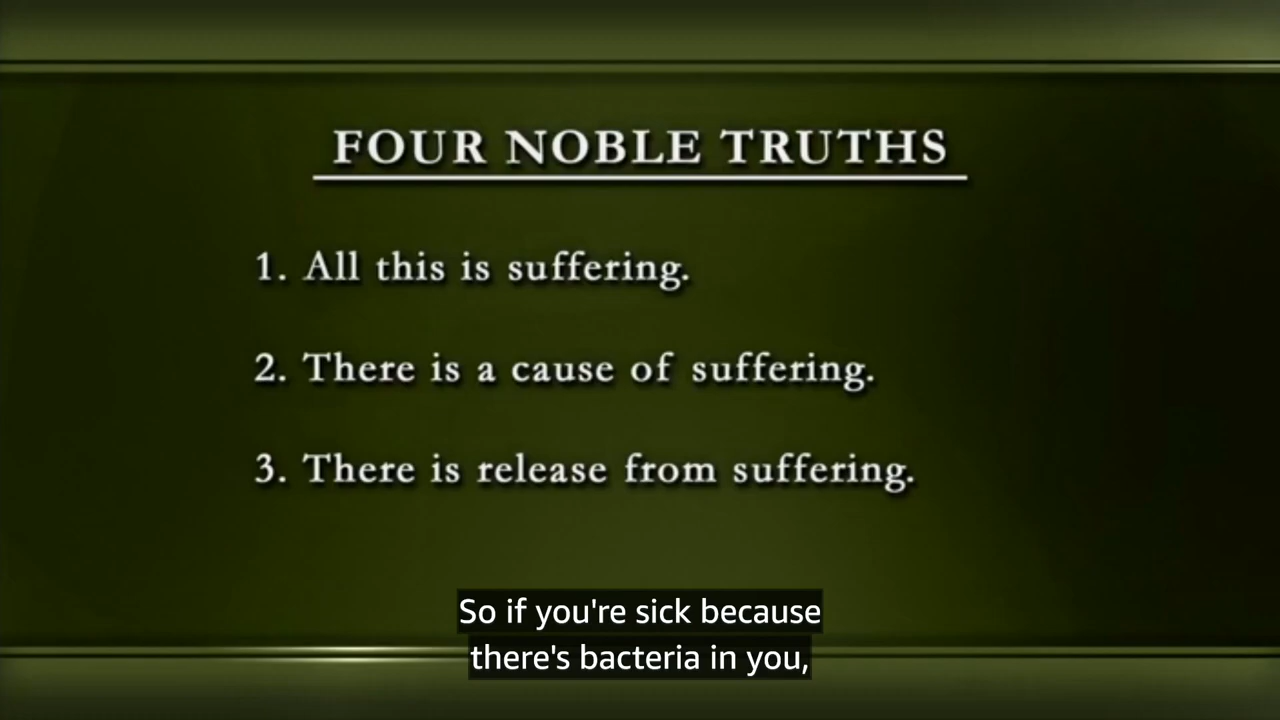 FOUR NOBLE TRUTHS
1. All this is suffering.
2. There is a cause of suffering.
3. There is release from suffering.
So if you're sick because
there's bacteria in you,